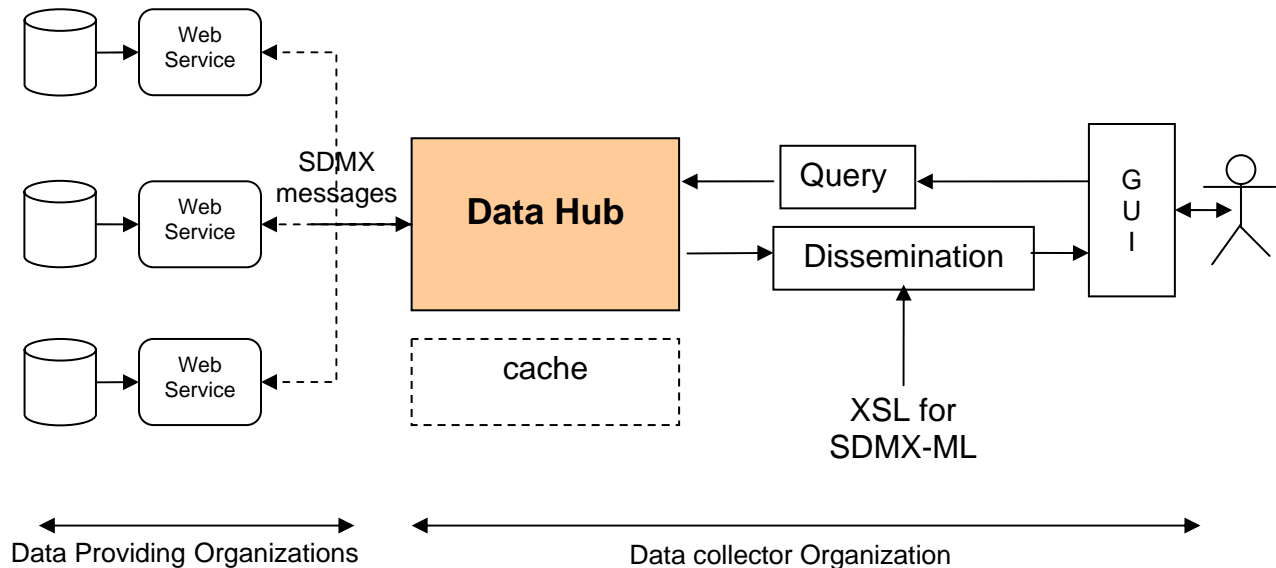 Web
Service
SDMX
messages
Web
Service
Web
Service
Data Hub
cache
Query
Dissemination
G
U
I
XSL for
SDMX-ML
Data Providing Organizations
Data collector Organization